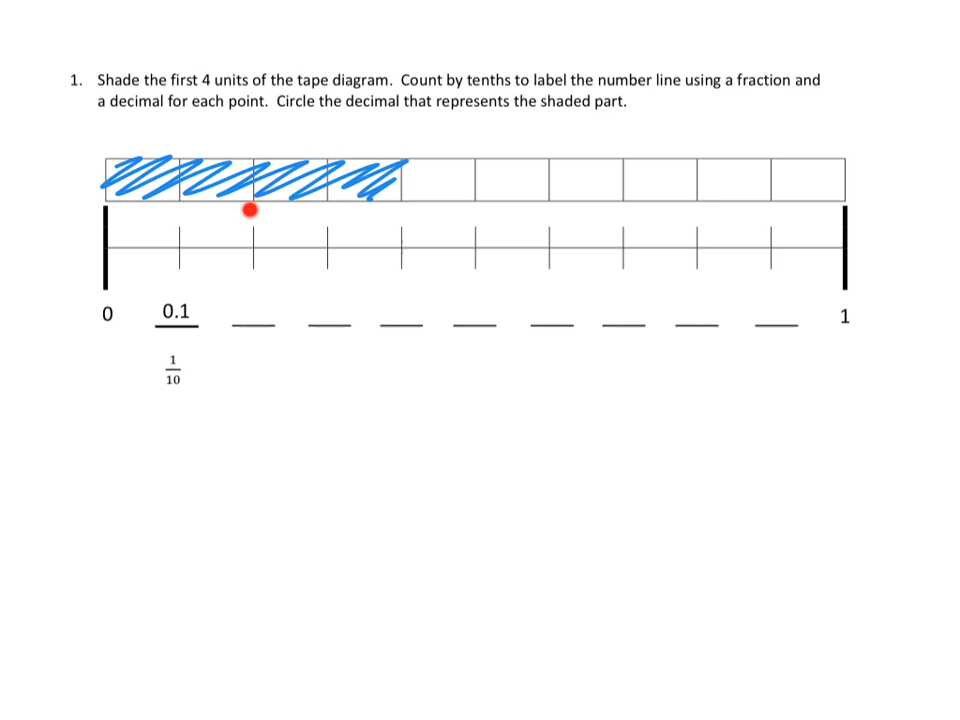 1. Shade the first 4 units of the tape diagram. Count by tenths to label the number line using a fraction and
a decimal for each point. Circle the decimal that represents the shaded part.
0 0.1 1
1
10